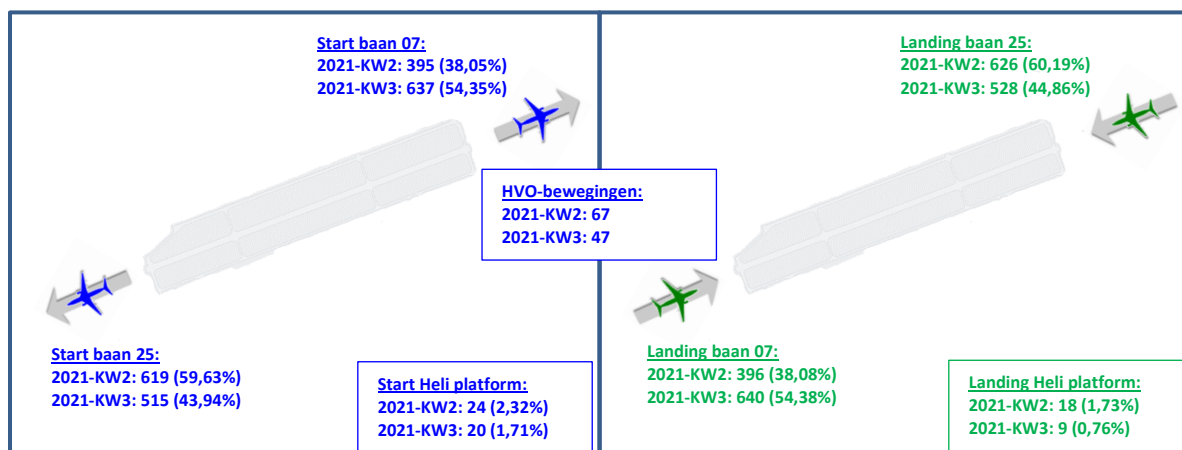 Start baan 07:
2021-KW2: 395 (38,05%)
2021-KW3: 637 (54,35%)
Landing baan 25:
2021-KW2: 626 (60,19%)
2021-KW3: 528 (44,86%)
HVO-bewegingen:
2021-KW2: 67
2021-KW3: 47
Start baan 25:
2021-KW2: 619 (59,63%)
2021-KW3: 515 (43,94%)
Start Heli platform:
2021-KW2: 24 (2,32%)
2021-KW3: 20 (1,71%)
Landing baan 07:
2021-KW2: 396 (38,08%)
2021-KW3: 640 (54,38%)
Landing Heli platform:
2021-KW2: 18 (1,73%)
2021-KW3: 9 (0,76%)